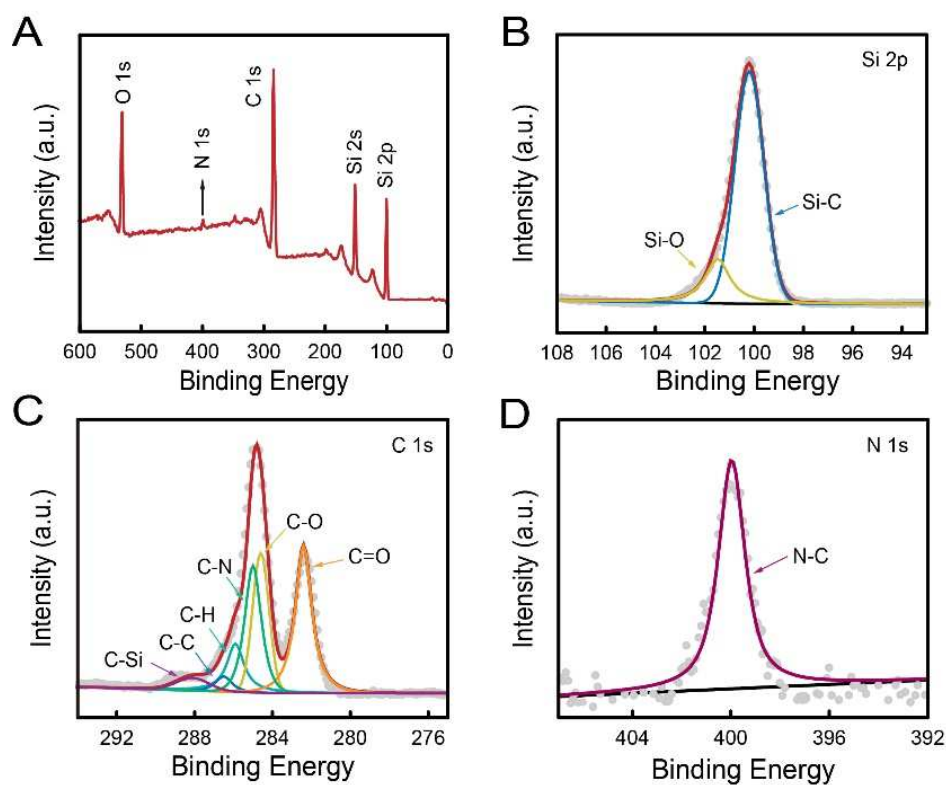 A
O 1s
N 1s
C 1s
Si 2s
Si 2p
Intensity (a.u.)
600 500 400 300 200 100 0
Binding Energy
B
Si 2p
Si-C
Si-O
Intensity (a.u.)
108 106 104 102 100 98 96 94
Binding Energy
C
C 1s
C-O
C=O
C-N
C-H
C-C
C-Si
Intensity (a.u.)
292 288 284 280 276
Binding Energy
D
N 1s
N-C
Intensity (a.u.)
404 400 396 392
Binding Energy